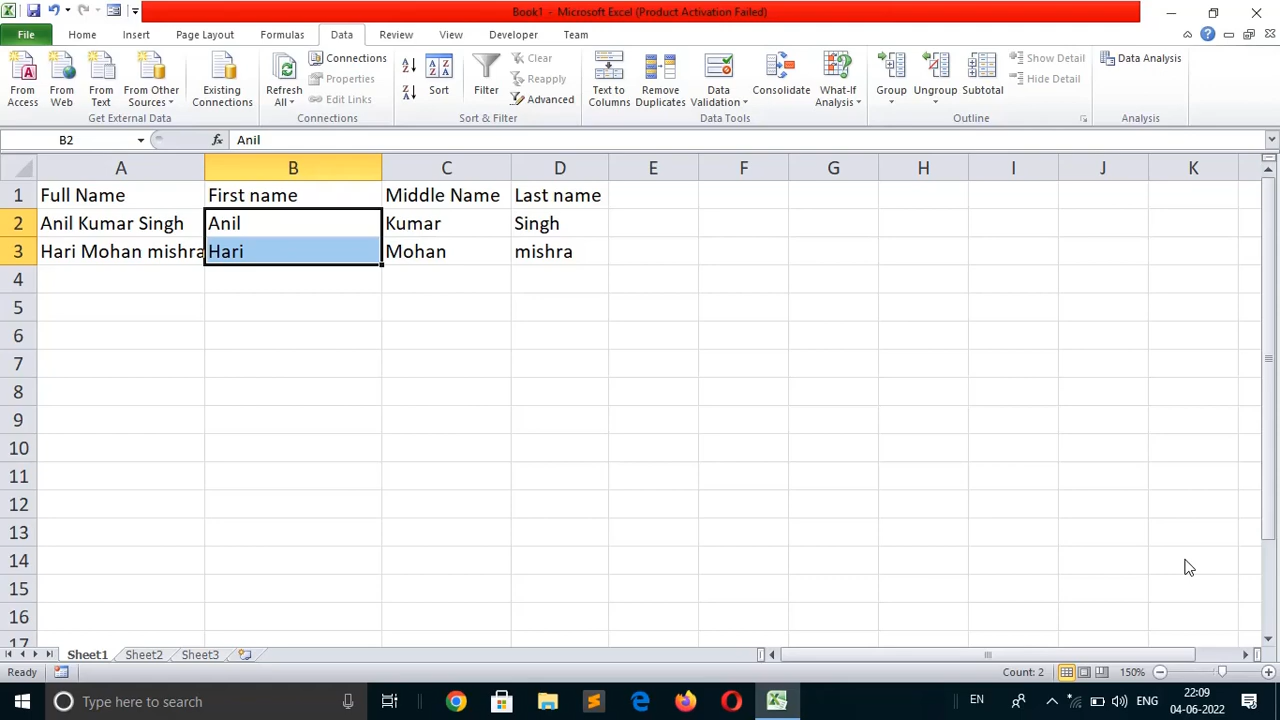 Book1 - Microsoft Excel (Product Activation Failed)
File Home Insert Page Layout Formulas Data Review View Developer Team
From Access
From Web
From Text
From Other Sources
Existing Connections
Get External Data
Refresh All
Connections
Properties
Edit Links
Connections
Sort
Filter
Clear
Reapply
Advanced
Sort & Filter
Text to Columns
Remove Duplicates
Data Validation
Consolidate
What-If Analysis
Data Tools
Group
Ungroup
Subtotal
Show Detail
Hide Detail
Outline
Data Analysis
Analysis
B2 fx Anil
A B C D E F G H I J K
1 Full Name First name Middle Name Last name
2 Anil Kumar Singh Anil Kumar Singh
3 Hari Mohan mishra Hari Mohan mishra
4
5
6
7
8
9
10
11
12
13
14
15
16
17
Sheet1 Sheet2 Sheet3
Ready Count: 2 150%
Type here to search EN ENG 22:09
04-06-2022